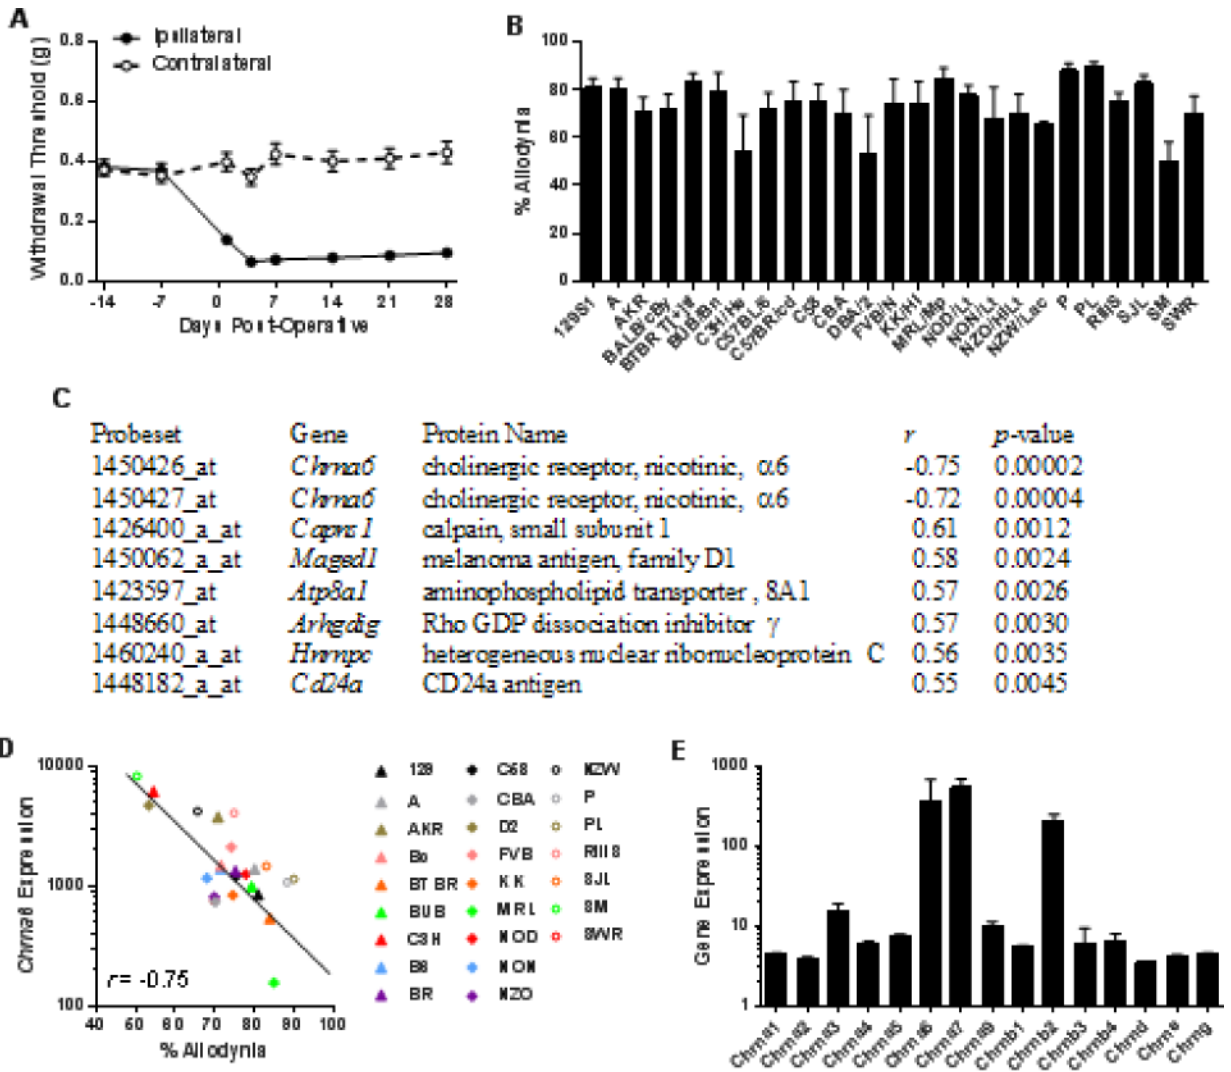 A
Ipsilateral
Contralateral
Withdrawal Threshold (g)
0.8
0.6
0.4
0.2
0.0
-14 -7 0 7 14 21 28
Days Post-Operative
B
% Allodynia
100
80
60
40
20
0
129S1 A AKR BALB/cBy BTBR T[+]tf BUB/Bn C3H/He C57BL/6 C57BR/cd C58 CBA DBA/2 FVB/N KK/HI MRL/Mp NOD/Lt NON/Lt NZO/HlLt NZW/Lac P PL RIIIS SJL SM SWR
C
Probeset Gene Protein Name r p-value
1450426_at Chrna6 cholinergic receptor, nicotinic, α6 -0.75 0.00002
1450427_at Chrna6 cholinergic receptor, nicotinic, α6 -0.72 0.00004
1426400_a_at Capns1 calpain, small subunit 1 0.61 0.0012
1450062_a_at Maged1 melanoma antigen, family D1 0.58 0.0024
1423597_at Atp8a1 aminophospholipid transporter , 8A1 0.57 0.0026
1448660_at Arhgdig Rho GDP dissociation inhibitor γ 0.57 0.0030
1460240_a_at Hnrnpc heterogeneous nuclear ribonucleoprotein C 0.56 0.0035
1448182_a_at Cd24a CD24a antigen 0.55 0.0045
D
Chrna6 Expression
10000
1000
100
r= -0.75
40 50 60 70 80 90 100
% Allodynia
129 C58 NZW
A CBA P
AKR D2 PL
Bc FVB RIIIS
BTBR KK SJL
BUB MRL SM
C3H NOD SWR
B6 NON
BR NZO
E
Gene Expression
1000
100
10
1
Chrna1 Chrna2 Chrna3 Chrna4 Chrna5 Chrna6 Chrna7 Chrna9 Chrnb1 Chrnb2 Chrnb3 Chrnb4 Chrnd Chrne Chrng